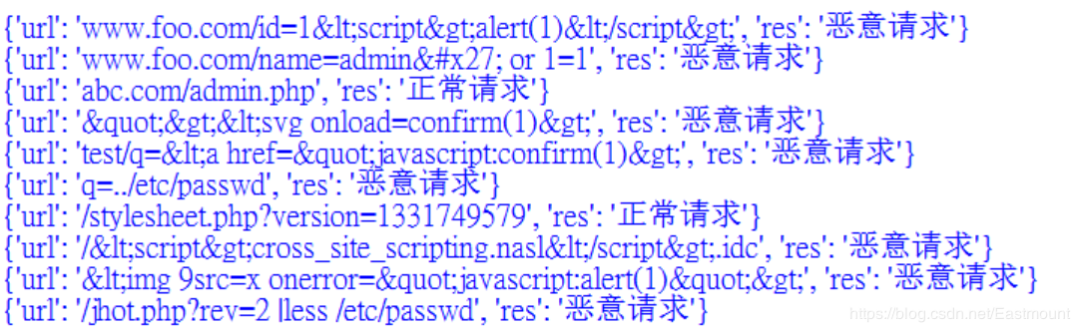 {'url': 'www.foo.com/id=1&lt;script&gt;alert(1)&lt;/script&gt;', 'res': '恶意请求'}
{'url': 'www.foo.com/name=admin&#x27; or 1=1', 'res': '恶意请求'}
{'url': 'abc.com/admin.php', 'res': '正常请求'}
{'url': '&quot;&gt;&lt;svg onload=confirm(1)&gt;', 'res': '恶意请求'}
{'url': 'test/q=&lt;a href=&quot;javascript:confirm(1)&gt;', 'res': '恶意请求'}
{'url': 'q=../etc/passwd', 'res': '恶意请求'}
{'url': '/stylesheet.php?version=1331749579', 'res': '正常请求'}
{'url': '/&lt;script&gt;cross_site_scripting.nasl&lt;/script&gt;.idc', 'res': '恶意请求'}
{'url': '&lt;img 9src=x onerror=&quot;javascript:alert(1)&quot;&gt;', 'res': '恶意请求'}
{'url': '/jhot.php?rev=2 |less /etc/passwd', 'res': '恶意请求'}
https://blog.csdn.net/Eastmount